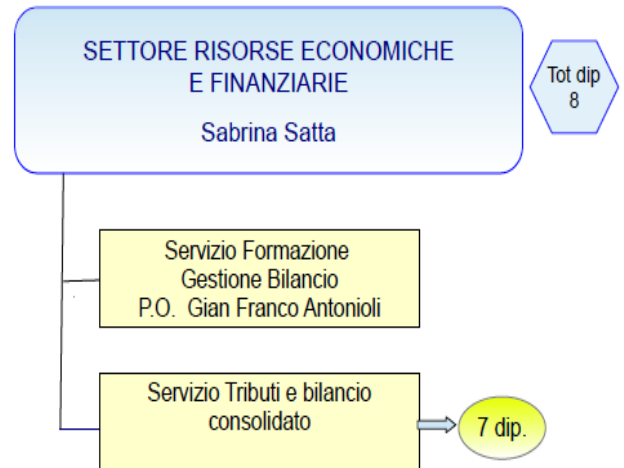 SETTORE RISORSE ECONOMICHE
E FINANZIARIE
Sabrina Satta
Tot dip
8
Servizio Formazione
Gestione Bilancio
P.O. Gian Franco Antonioli
Servizio Tributi e bilancio
consolidato
7 dip.